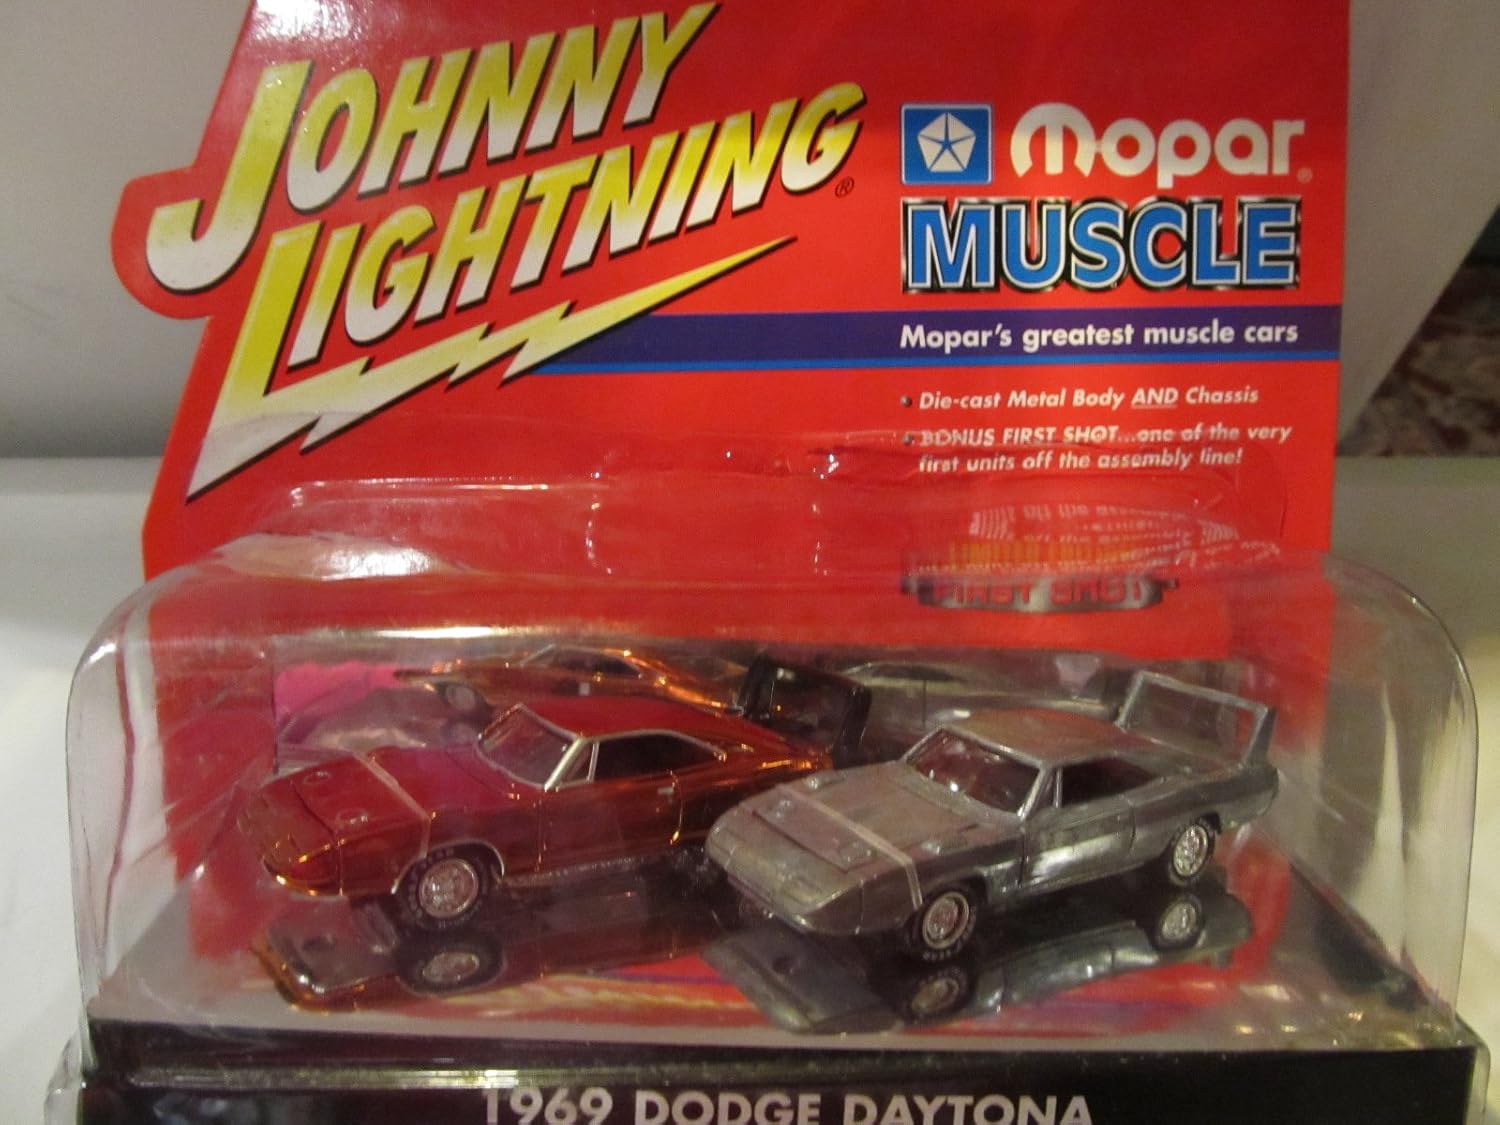 JOHNNY
LIGHTNING®
Mopar®
MUSCLE
Mopar's greatest muscle cars
• Die-cast Metal Body AND Chassis
• BONUS FIRST SHOT...one of the very
first units off the assembly line!
FIRST SHOT
1969 DODGE DAYTONA